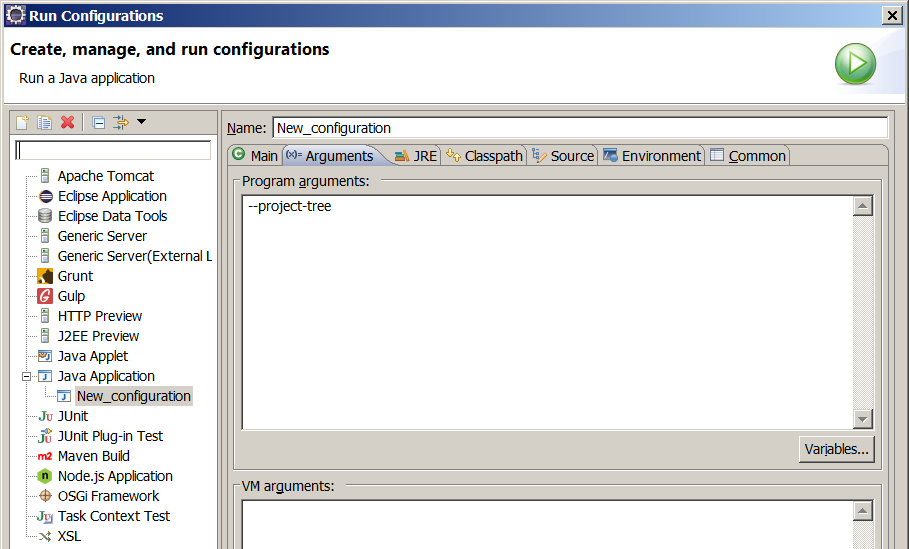 Run Configurations
Create, manage, and run configurations
Run a Java application
Name: New_configuration
Main (x)= Arguments JRE Classpath Source Environment Common
Program arguments:
--project-tree
Variables...
VM arguments:
Apache Tomcat
Eclipse Application
Eclipse Data Tools
Generic Server
Generic Server(External L
Grunt
Gulp
HTTP Preview
J2EE Preview
Java Applet
Java Application
New_configuration
JUnit
JUnit Plug-in Test
m2 Maven Build
Node.js Application
OSGi Framework
Task Context Test
XSL